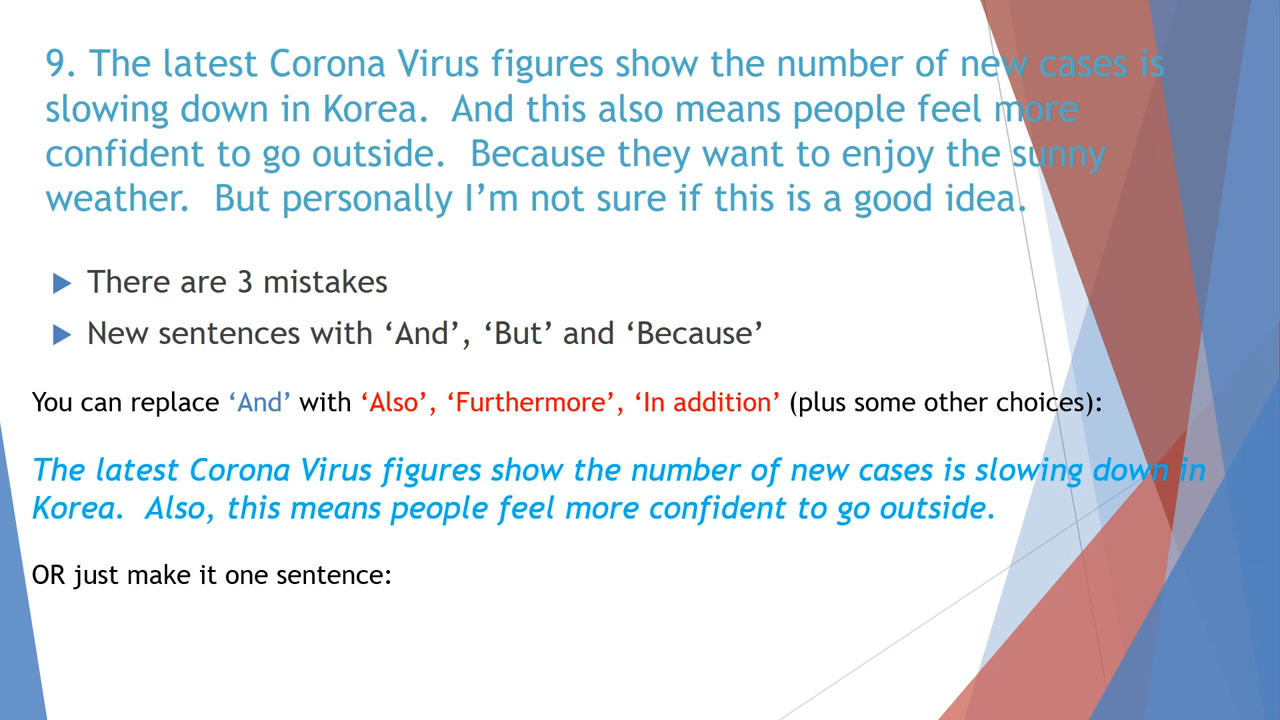 9. The latest Corona Virus figures show the number of new cases is
slowing down in Korea.  And this also means people feel more
confident to go outside.  Because they want to enjoy the sunny
weather.  But personally I’m not sure if this is a good idea.
There are 3 mistakes
New sentences with ‘And’, ‘But’ and ‘Because’
You can replace ‘And’ with ‘Also’, ‘Furthermore’, ‘In addition’ (plus some other choices):
The latest Corona Virus figures show the number of new cases is slowing down in
Korea.  Also, this means people feel more confident to go outside.
OR just make it one sentence: